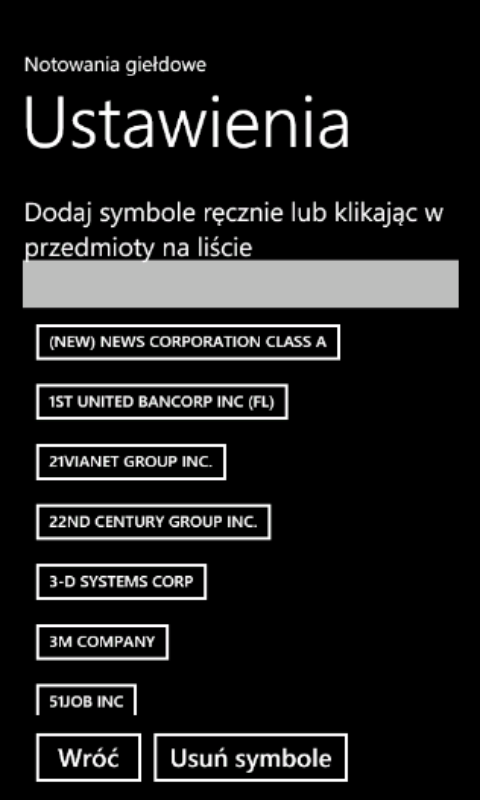 Notowania giełdowe
Ustawienia
Dodaj symbole ręcznie lub klikając w
przedmioty na liście
(NEW) NEWS CORPORATION CLASS A
1ST UNITED BANCORP INC (FL)
21VIANET GROUP INC.
22ND CENTURY GROUP INC.
3-D SYSTEMS CORP
3M COMPANY
51JOB INC
Wróć Usuń symbole